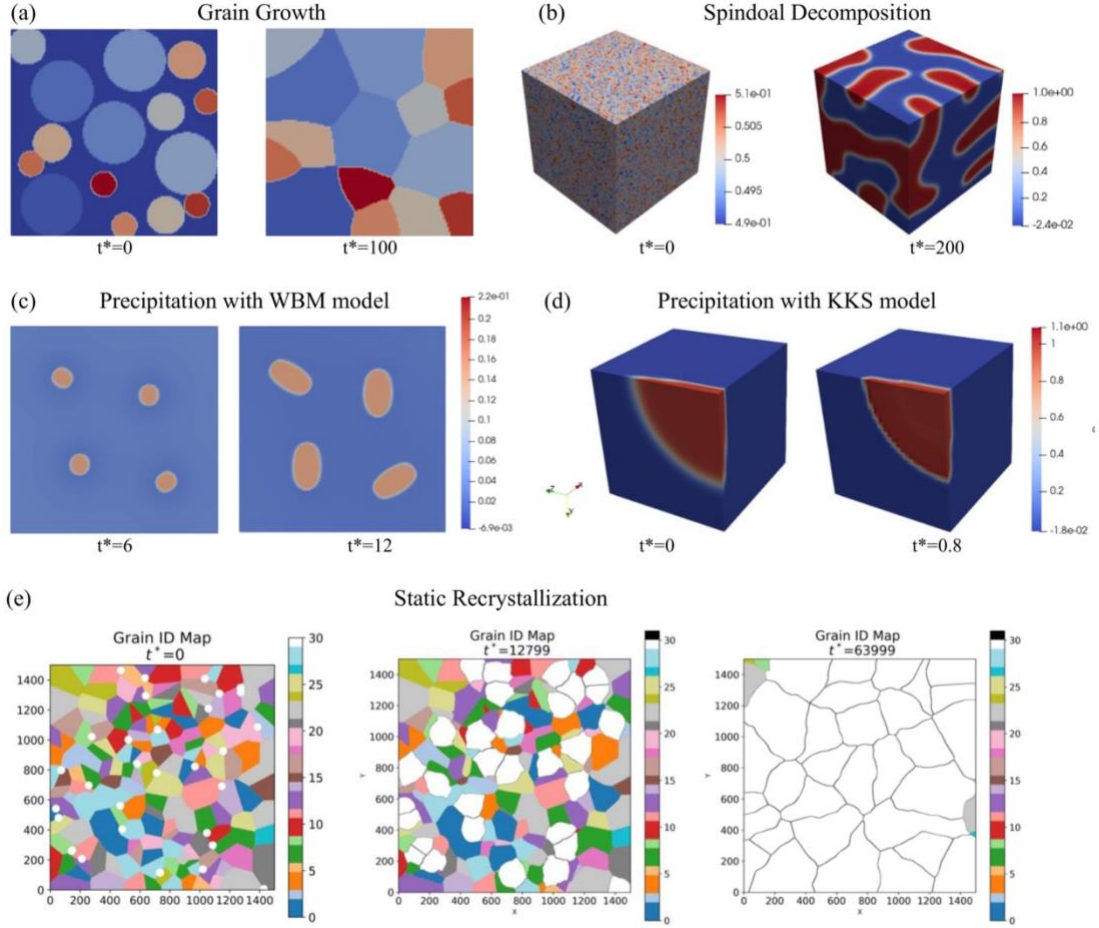 (a) Grain Growth
(b) Spindoal Decomposition
5.1e-01
0.505
0.5
0.495
4.9e-01
1.0e+00
0.8
0.6
0.4
0.2
-2.4e-02
t*=0
t*=100
t*=0
t*=200
(c) Precipitation with WBM model
2.2e-01
0.2
0.18
0.16
0.14
0.12
0.1
0.08
0.06
0.04
0.02
-6.9e-03
t*=6
t*=12
(d) Precipitation with KKS model
1.1e+00
1
0.8
0.6
0.4
0.2
-1.8e-02
c
Z
X
Y
t*=0
t*=0.8
(e) Static Recrystallization
Grain ID Map
t*=0
1400
1200
1000
800
600
400
200
0
0 200 400 600 800 1000 1200 1400
30
25
20
15
10
5
0
Grain ID Map
t*=12799
1400
1200
1000
800
600
400
200
0
Y
0 200 400 600 800 1000 1200 1400
X
30
25
20
15
10
5
0
Grain ID Map
t*=63999
1400
1200
1000
800
600
400
200
0
Y
0 200 400 600 800 1000 1200 1400
X
30
25
20
15
10
5
0